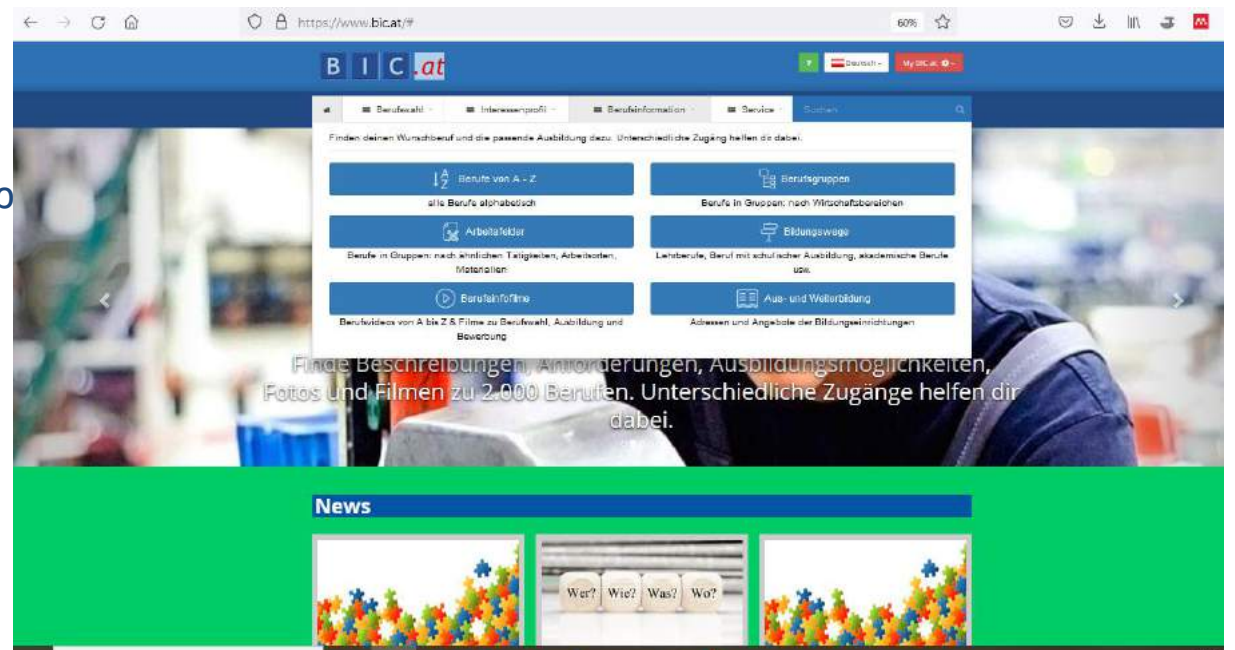 https://www.bic.at/#
60%
BIC.at
Deutsch
My BIC.at
Berufswahl
Interessenprofil
Berufsinformation
Service
Suchen
Finden deinen Wunschberuf und die passende Ausbildung dazu. Unterschiedliche Zugäng helfen dir dabei.
Berufe von A - Z
Berufsgruppen
alle Berufe alphabetisch
Berufe in Gruppen: nach Wirtschaftsbereichen
Arbeitsfelder
Bildungswege
Berufe in Gruppen: nach ähnlichen Tätigkeiten, Arbeitsorten,
Materialien
Lehrberufe, Beruf mit schulischer Ausbildung, akademische Berufe
usw.
Berufsinfofilme
Aus- und Weiterbildung
Berufsvideos von A bis Z & Filme zu Berufswahl, Ausbildung und
Bewerbung
Adressen und Angebote der Bildungseinrichtungen
Finde Beschreibungen, Anforderungen, Ausbildungsmöglichkeiten,
Fotos und Filmen zu 2.000 Berufen. Unterschiedliche Zugänge helfen dir
dabei.
News
Wer? Wie? Was? Wo?